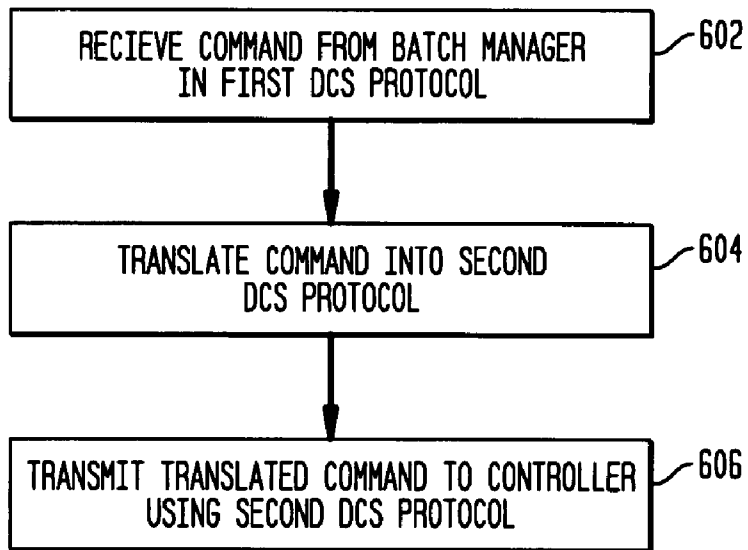 RECIEVE COMMAND FROM BATCH MANAGER
IN FIRST DCS PROTOCOL
602
TRANSLATE COMMAND INTO SECOND
DCS PROTOCOL
604
TRANSMIT TRANSLATED COMMAND TO CONTROLLER
USING SECOND DCS PROTOCOL
606